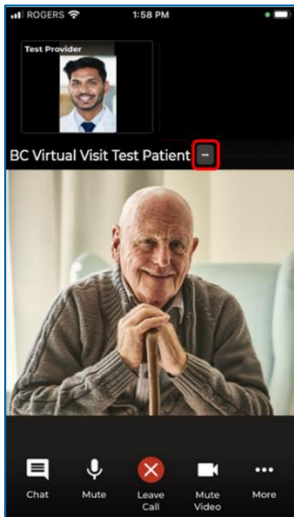 ROGERS 1:58 PM
Test Provider
BC Virtual Visit Test Patient
Chat Mute Leave Call Mute Video More